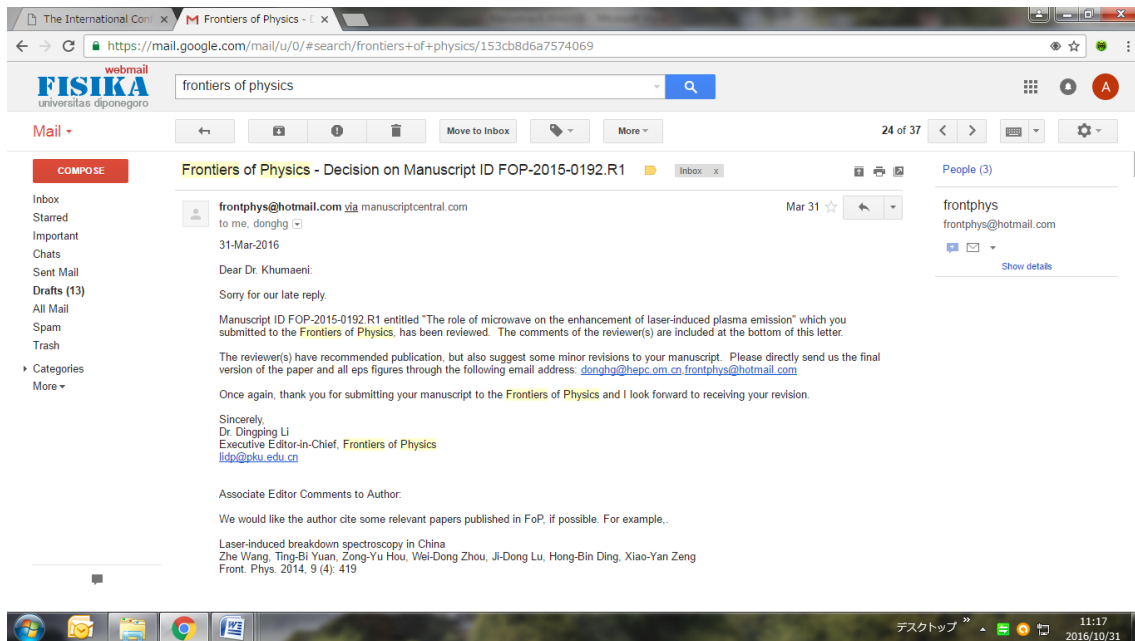 The International Conf
Frontiers of Physics - D
https://mail.google.com/mail/u/0/#search/frontiers+of+physics/153cb8d6a7574069
webmail
FISIKA
universitas diponegoro
frontiers of physics
A
Mail
Move to Inbox
More
24 of 37
COMPOSE
Inbox
Starred
Important
Chats
Sent Mail
Drafts (13)
All Mail
Spam
Trash
Categories
More
Frontiers of Physics - Decision on Manuscript ID FOP-2015-0192.R1
Inbox x
frontphys@hotmail.com via manuscriptcentral.com
Mar 31
to me, donghg
31-Mar-2016
Dear Dr. Khumaeni:
Sorry for our late reply.
Manuscript ID FOP-2015-0192.R1 entitled "The role of microwave on the enhancement of laser-induced plasma emission" which you
submitted to the Frontiers of Physics, has been reviewed. The comments of the reviewer(s) are included at the bottom of this letter.
The reviewer(s) have recommended publication, but also suggest some minor revisions to your manuscript. Please directly send us the final
version of the paper and all eps figures through the following email address: donghg@hepc.om.cn,frontphys@hotmail.com
Once again, thank you for submitting your manuscript to the Frontiers of Physics and I look forward to receiving your revision.
Sincerely,
Dr. Dingping Li
Executive Editor-in-Chief, Frontiers of Physics
lidp@pku.edu.cn
Associate Editor Comments to Author:
We would like the author cite some relevant papers published in FoP, if possible. For example,.
Laser-induced breakdown spectroscopy in China
Zhe Wang, Ting-Bi Yuan, Zong-Yu Hou, Wei-Dong Zhou, Ji-Dong Lu, Hong-Bin Ding, Xiao-Yan Zeng
Front. Phys. 2014, 9 (4): 419
People (3)
frontphys
frontphys@hotmail.com
Show details
デスクトップ
11:17
2016/10/31